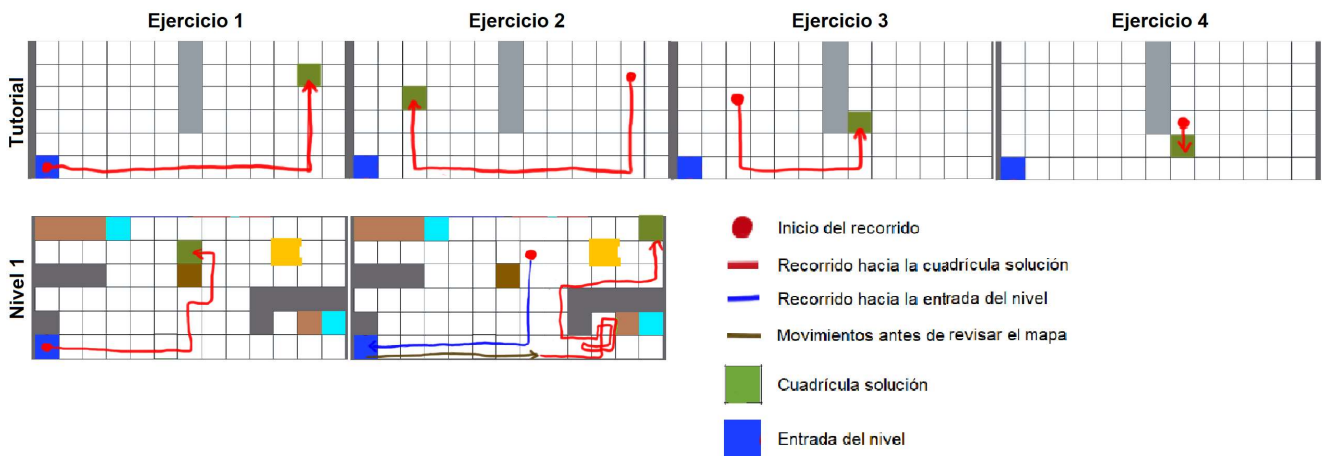 Ejercicio 1
Ejercicio 2
Ejercicio 3
Ejercicio 4
Tutorial
Nivel 1
Inicio del recorrido
Recorrido hacia la cuadrícula solución
Recorrido hacia la entrada del nivel
Movimientos antes de revisar el mapa
Cuadrícula solución
Entrada del nivel